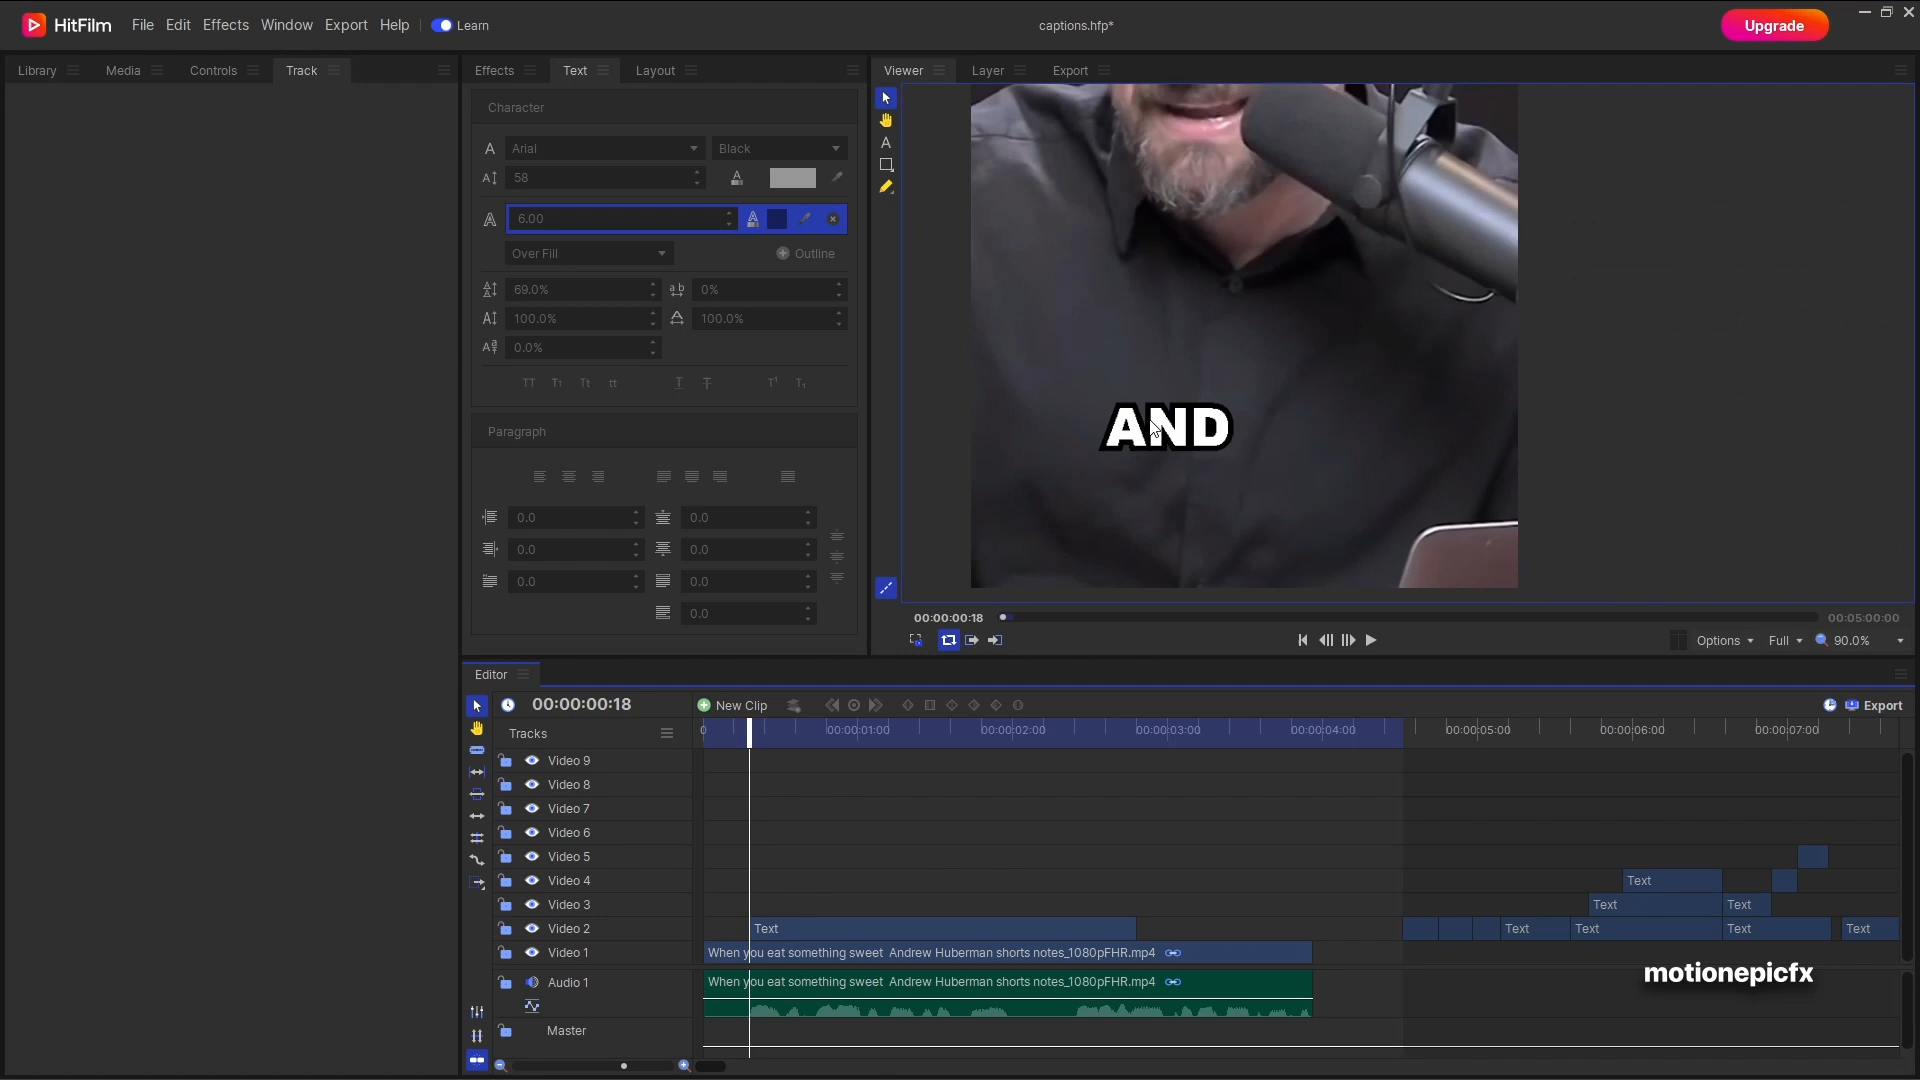 HitFilm
File Edit Effects Window Export Help
Learn
captions.hfp*
Upgrade
Library Media Controls Track
Effects Text Layout
Viewer Layer Export
Character
Arial
Black
58
6.00
Over Fill
Outline
69.0%
0%
100.0%
100.0%
0.0%
Paragraph
0.0
0.0
0.0
0.0
0.0
0.0
0.0
AND
00:00:00:18
00:05:00:00
Options
Full
90.0%
Editor
00:00:00:18
New Clip
Export
Tracks
0 00:00:01:00 00:00:02:00 00:00:03:00 00:00:04:00 00:00:05:00 00:00:06:00 00:00:07:00
Video 9
Video 8
Video 7
Video 6
Video 5
Video 4
Text
Video 3
Text Text
Video 2
Text Text Text Text Text
Video 1
When you eat something sweet Andrew Huberman shorts notes_1080pFHR.mp4
Audio 1
When you eat something sweet Andrew Huberman shorts notes_1080pFHR.mp4
motionepicfx
Master